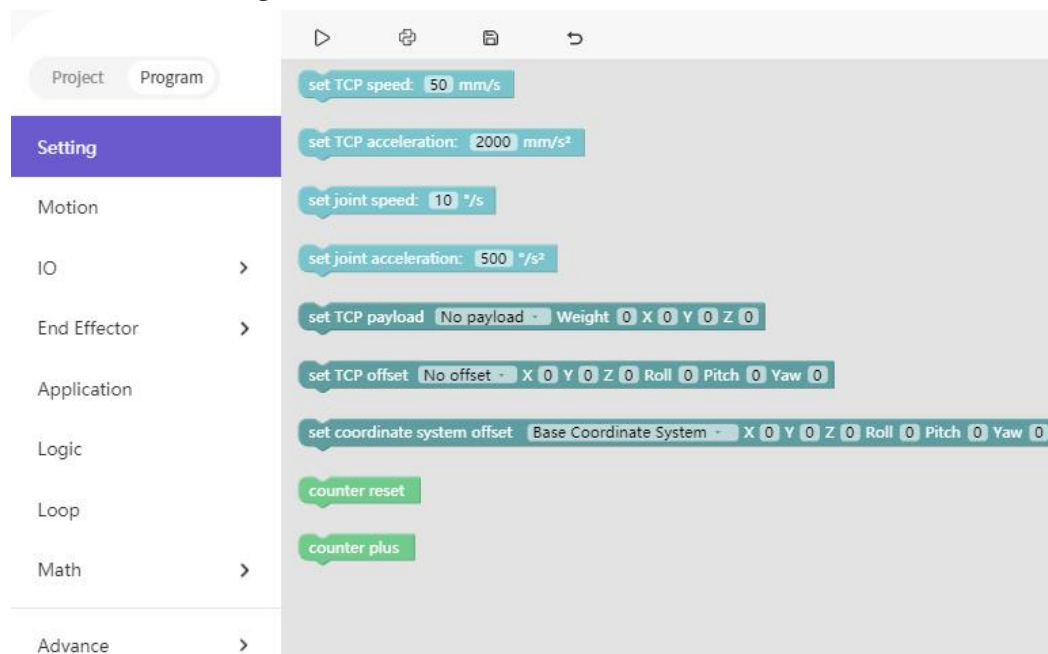 Project Program
Setting
Motion
IO
End Effector
Application
Logic
Loop
Math
Advance
set TCP speed: 50 mm/s
set TCP acceleration: 2000 mm/s²
set joint speed: 10 °/s
set joint acceleration: 500 °/s²
set TCP payload No payload Weight 0 X 0 Y 0 Z 0
set TCP offset No offset X 0 Y 0 Z 0 Roll 0 Pitch 0 Yaw 0
set coordinate system offset Base Coordinate System X 0 Y 0 Z 0 Roll 0 Pitch 0 Yaw 0
counter reset
counter plus